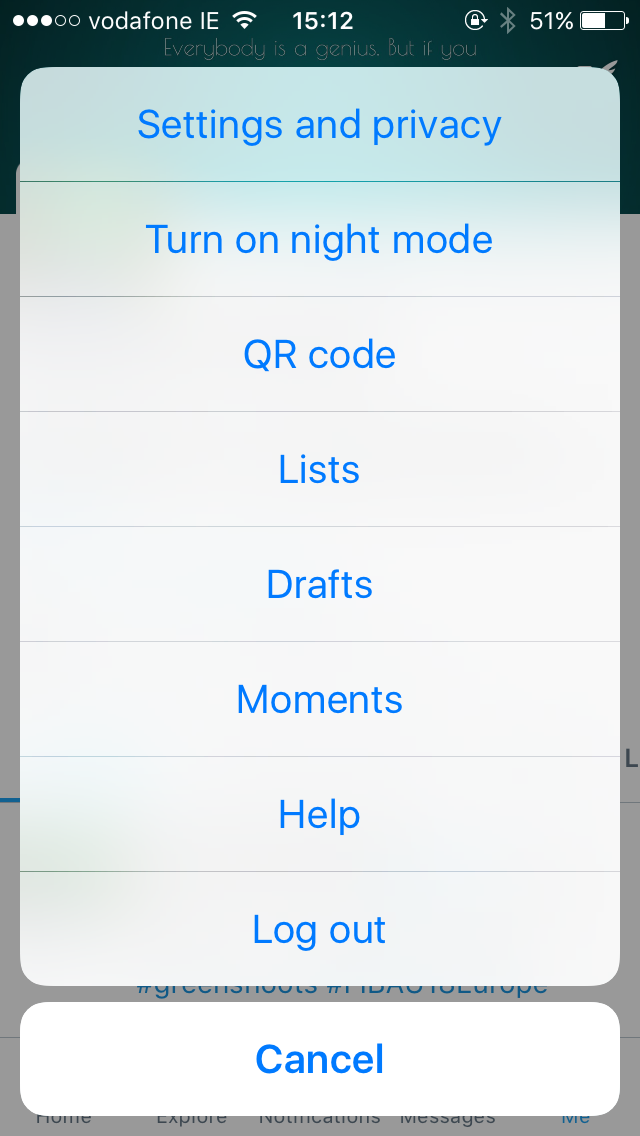 vodafone IE 15:12 51%
Everybody is a genius. But if you
Settings and privacy
Turn on night mode
QR code
Lists
Drafts
Moments
L
Help
Log out
#greenshoots #FIBAU18Europe
Cancel
Home Explore Notifications Messages Me